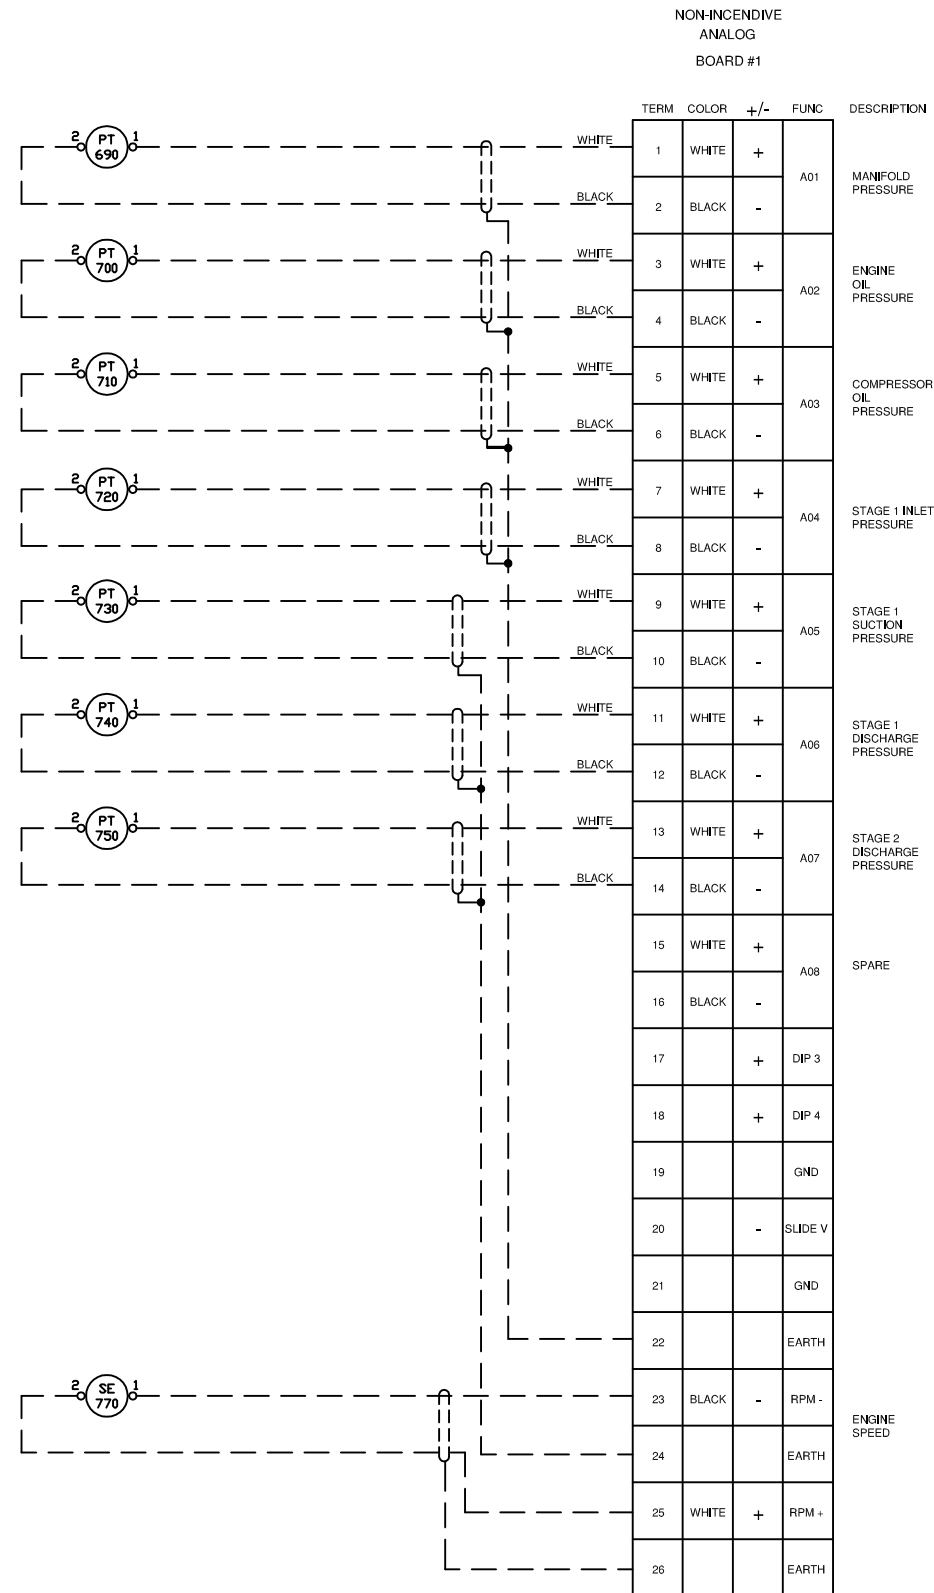 NON-INCENDIVE
ANALOG
BOARD #1
TERM COLOR +/- FUNC DESCRIPTION
2 PT 690 1
WHITE
1 WHITE +
A01
MANIFOLD
PRESSURE
BLACK
2 BLACK -
2 PT 700 1
WHITE
3 WHITE +
A02
ENGINE
OIL
PRESSURE
BLACK
4 BLACK -
2 PT 710 1
WHITE
5 WHITE +
A03
COMPRESSOR
OIL
PRESSURE
BLACK
6 BLACK -
2 PT 720 1
WHITE
7 WHITE +
A04
STAGE 1 INLET
PRESSURE
BLACK
8 BLACK -
2 PT 730 1
WHITE
9 WHITE +
A05
STAGE 1
SUCTION
PRESSURE
BLACK
10 BLACK -
2 PT 740 1
WHITE
11 WHITE +
A06
STAGE 1
DISCHARGE
PRESSURE
BLACK
12 BLACK -
2 PT 750 1
WHITE
13 WHITE +
A07
STAGE 2
DISCHARGE
PRESSURE
BLACK
14 BLACK -
15 WHITE +
A08
SPARE
16 BLACK -
17 + DIP 3
18 + DIP 4
19 GND
20 - SLIDE V
21 GND
22 EARTH
2 SE 770 1
23 BLACK - RPM -
ENGINE
SPEED
24 EARTH
25 WHITE + RPM +
26 EARTH